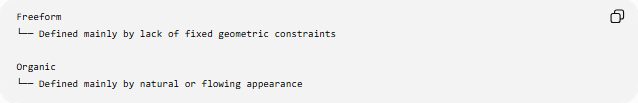 Freeform
└── Defined mainly by lack of fixed geometric constraints
Organic
└── Defined mainly by natural or flowing appearance